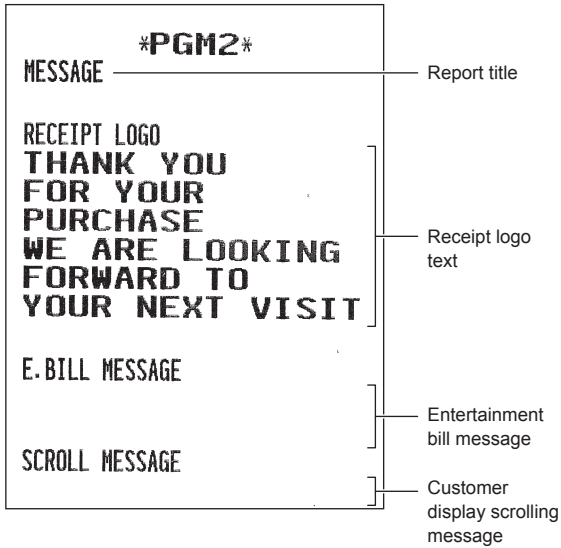 *PGM2*
MESSAGE
Report title
RECEIPT LOGO
THANK YOU
FOR YOUR
PURCHASE
WE ARE LOOKING
FORWARD TO
YOUR NEXT VISIT
Receipt logo
text
E.BILL MESSAGE
Entertainment
bill message
SCROLL MESSAGE
Customer
display scrolling
message